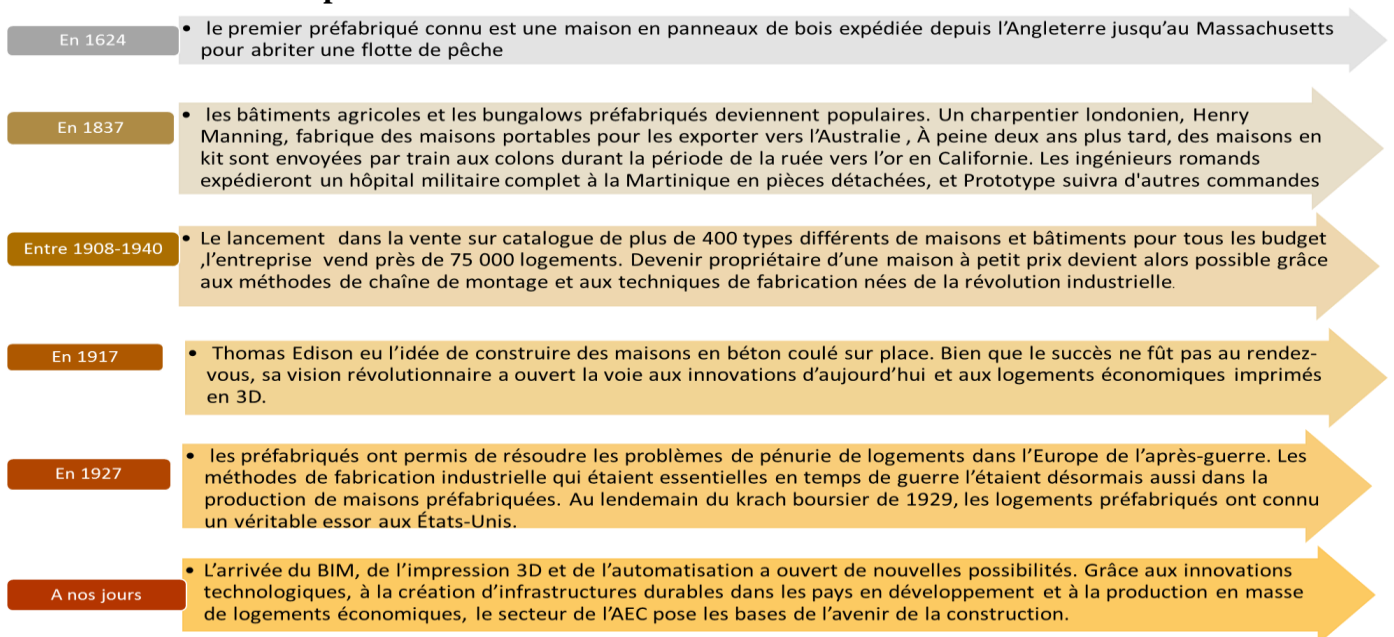 En 1624
• le premier préfabriqué connu est une maison en panneaux de bois expédiée depuis l'Angleterre jusqu'au Massachusetts
pour abriter une flotte de pêche
En 1837
• les bâtiments agricoles et les bungalows préfabriqués deviennent populaires. Un charpentier londonien, Henry
Manning, fabrique des maisons portables pour les exporter vers l'Australie , À peine deux ans plus tard, des maisons en
kit sont envoyées par train aux colons durant la période de la ruée vers l'or en Californie. Les ingénieurs romands
expédieront un hôpital militaire complet à la Martinique en pièces détachées, et Prototype suivra d'autres commandes
Entre 1908-1940
• Le lancement dans la vente sur catalogue de plus de 400 types différents de maisons et bâtiments pour tous les budget
,l'entreprise vend près de 75 000 logements. Devenir propriétaire d'une maison à petit prix devient alors possible grâce
aux méthodes de chaîne de montage et aux techniques de fabrication nées de la révolution industrielle.
En 1917
• Thomas Edison eu l'idée de construire des maisons en béton coulé sur place. Bien que le succès ne fût pas au rendez-
vous, sa vision révolutionnaire a ouvert la voie aux innovations d'aujourd'hui et aux logements économiques imprimés
en 3D.
En 1927
• les préfabriqués ont permis de résoudre les problèmes de pénurie de logements dans l'Europe de l'après-guerre. Les
méthodes de fabrication industrielle qui étaient essentielles en temps de guerre l'étaient désormais aussi dans la
production de maisons préfabriquées. Au lendemain du krach boursier de 1929, les logements préfabriqués ont connu
un véritable essor aux États-Unis.
A nos jours
• L'arrivée du BIM, de l'impression 3D et de l'automatisation a ouvert de nouvelles possibilités. Grâce aux innovations
technologiques, à la création d'infrastructures durables dans les pays en développement et à la production en masse
de logements économiques, le secteur de l'AEC pose les bases de l'avenir de la construction.